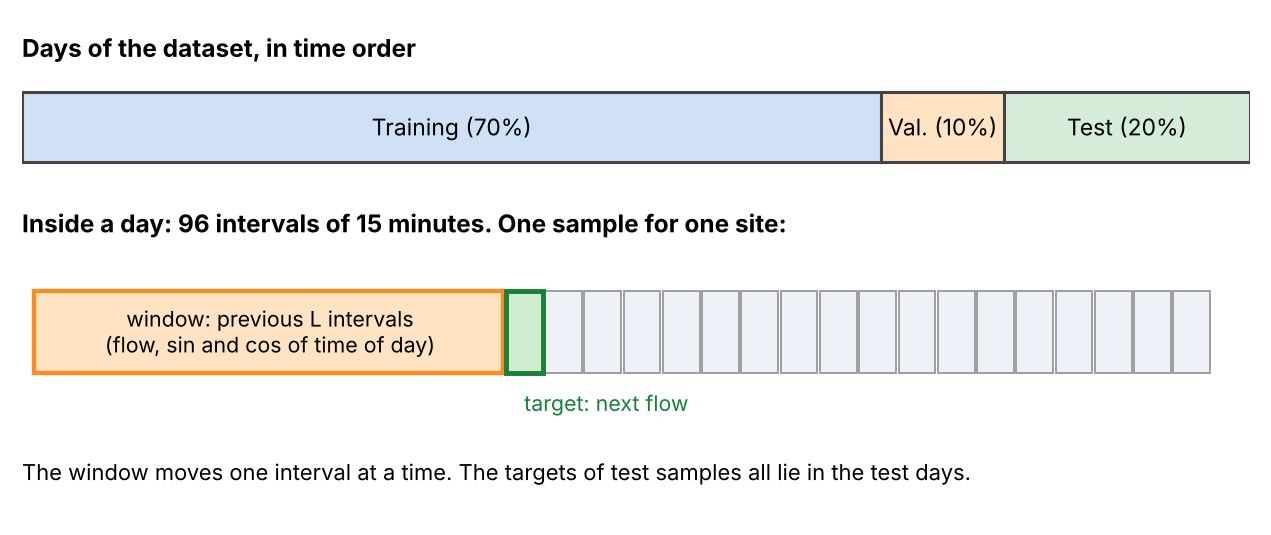 Days of the dataset, in time order
Training (70%)
Val. (10%)
Test (20%)
Inside a day: 96 intervals of 15 minutes. One sample for one site:
window: previous L intervals
(flow, sin and cos of time of day)
target: next flow
The window moves one interval at a time. The targets of test samples all lie in the test days.